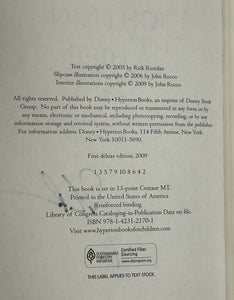 Text copyright © 2005 by Rick Riordan
Slipcase illustration copyright © 2006 by John Rocco
Interior illustrations copyright © 2009 by John Rocco
All rights reserved. Published by Disney • Hyperion Books, an imprint of Disney Book
Group. No part of this book may be reproduced or transmitted in any form or by
any means, electronic or mechanical, including photocopying, recording, or by any
information storage and retrieval system, without written permission from the publisher.
For information address Disney • Hyperion Books, 114 Fifth Avenue, New York,
New York 10011-5690.
First deluxe edition, 2009
1 3 5 7 9 10 8 6 4 2
This book is set in 13-point Centaur MT.
Printed in the United States of America
Reinforced binding
Library of Congress Cataloging-in-Publication Data on file.
ISBN 978-1-4231-2170-1
Visit www.hyperionbooksforchildren.com
SUSTAINABLE
FORESTRY
INITIATIVE
Certified Fiber
Sourcing
www.sfiprogram.org
THIS LABEL APPLIES TO TEXT STOCK